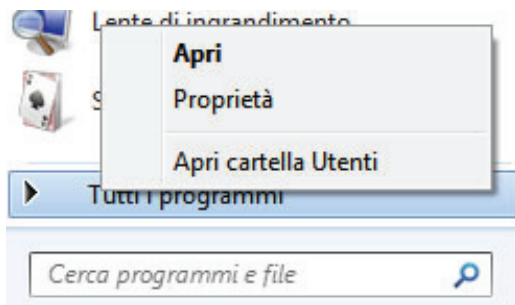 Lente di ingrandimento
Apri
S
Proprietà
Apri cartella Utenti
Tutti i programmi
Cerca programmi e file